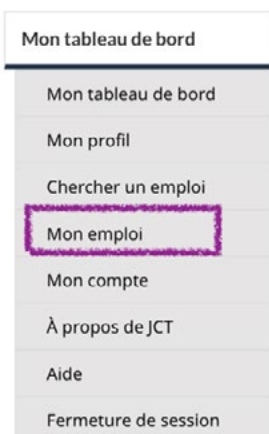 Mon tableau de bord
Mon tableau de bord
Mon profil
Chercher un emploi
Mon emploi
Mon compte
À propos de JCT
Aide
Fermeture de session